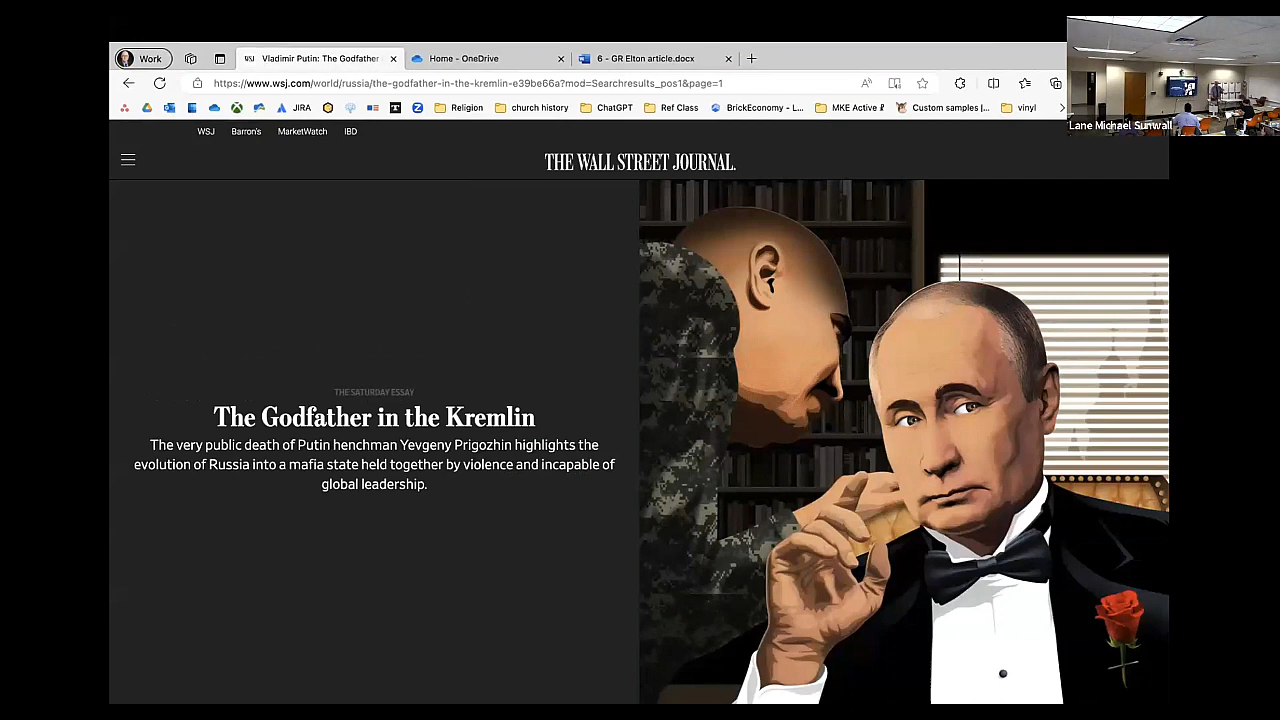 Work
WSJ Vladimir Putin: The Godfather
Home - OneDrive
6 - GR Elton article.docx
https://www.wsj.com/world/russia/the-godfather-in-the-kremlin-e39be66a?mod=Searchresults_pos1&page=1
JIRA
Religion
church history
ChatGPT
Ref Class
BrickEconomy - L...
MKE Active
Custom samples |...
vinyl
Lane Michael Sunwall
WSJ
Barron's
MarketWatch
IBD
THE WALL STREET JOURNAL.
THE SATURDAY ESSAY
The Godfather in the Kremlin
The very public death of Putin henchman Yevgeny Prigozhin highlights the
evolution of Russia into a mafia state held together by violence and incapable of
global leadership.